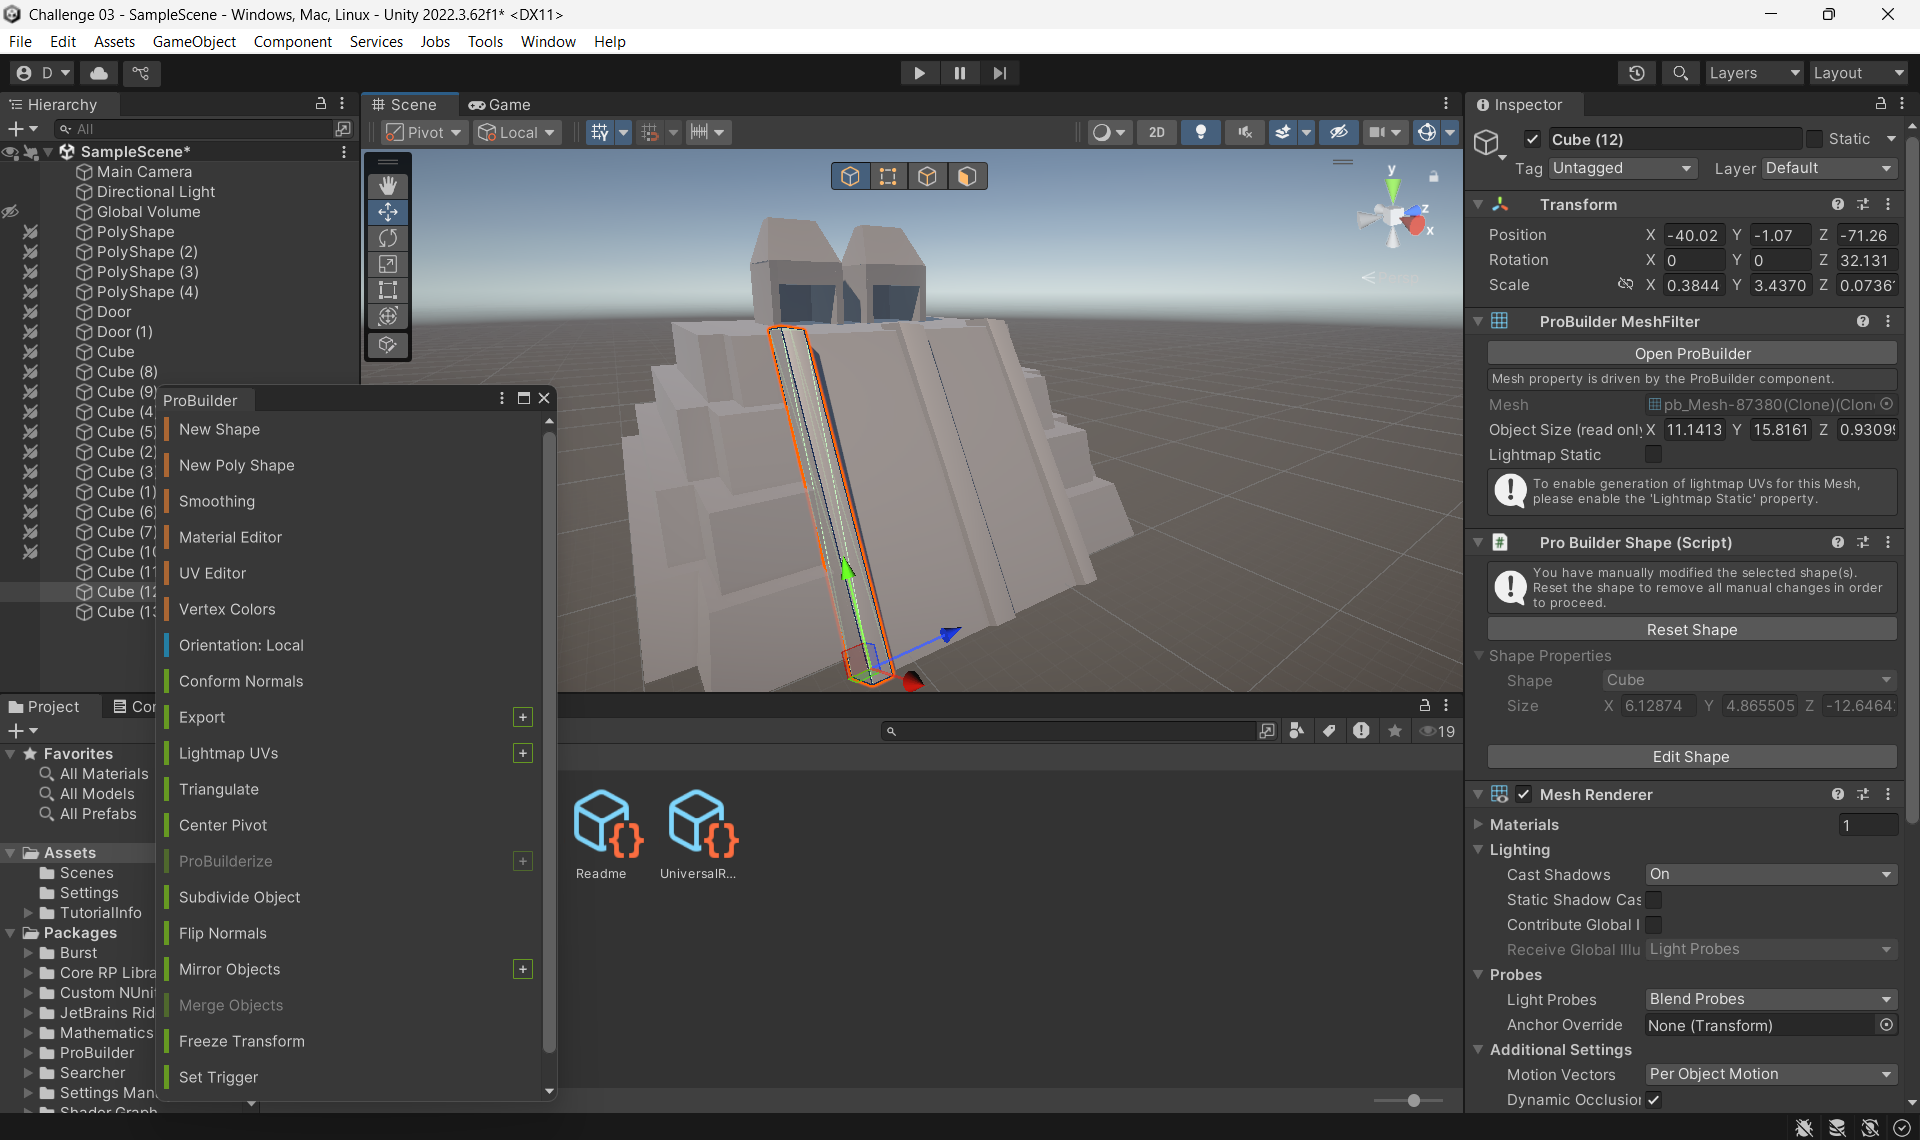 Challenge 03 - SampleScene - Windows, Mac, Linux - Unity 2022.3.62f1* <DX11>
File Edit Assets GameObject Component Services Jobs Tools Window Help
D
Layers
Layout
Hierarchy
All
SampleScene*
Main Camera
Directional Light
Global Volume
PolyShape
PolyShape (2)
PolyShape (3)
PolyShape (4)
Door
Door (1)
Cube
Cube (8)
Cube (9)
Cube (4
Cube (5)
Cube (2)
Cube (3
Cube (1)
Cube (6)
Cube (7)
Cube (10
Cube (11
Cube (12
Cube (13
ProBuilder
New Shape
New Poly Shape
Smoothing
Material Editor
UV Editor
Vertex Colors
Orientation: Local
Conform Normals
Export
Lightmap UVs
Triangulate
Center Pivot
ProBuilderize
Subdivide Object
Flip Normals
Mirror Objects
Merge Objects
Freeze Transform
Set Trigger
Scene
Game
Pivot
Local
2D
y
z
x
Persp
Project
Con
Favorites
All Materials
All Models
All Prefabs
Assets
Scenes
Settings
TutorialInfo
Packages
Burst
Core RP Libra
Custom NUnit
JetBrains Rid
Mathematics
ProBuilder
Searcher
Settings Man
Shader Graph
19
Readme
UniversalR...
Inspector
Cube (12)
Static
Tag Untagged
Layer Default
Transform
Position X -40.02 Y -1.07 Z -71.26
Rotation X 0 Y 0 Z 32.131
Scale X 0.3844 Y 3.4370 Z 0.0736
ProBuilder MeshFilter
Open ProBuilder
Mesh property is driven by the ProBuilder component.
Mesh pb_Mesh-87380(Clone)(Clon
Object Size (read only X 11.1413 Y 15.8161 Z 0.9309
Lightmap Static
To enable generation of lightmap UVs for this Mesh,
please enable the 'Lightmap Static' property.
Pro Builder Shape (Script)
You have manually modified the selected shape(s).
Reset the shape to remove all manual changes in order
to proceed.
Reset Shape
Shape Properties
Shape Cube
Size X 6.12874 Y 4.865505 Z -12.6464
Edit Shape
Mesh Renderer
Materials 1
Lighting
Cast Shadows On
Static Shadow Cas
Contribute Global I
Receive Global Illu Light Probes
Probes
Light Probes Blend Probes
Anchor Override None (Transform)
Additional Settings
Motion Vectors Per Object Motion
Dynamic Occlusion